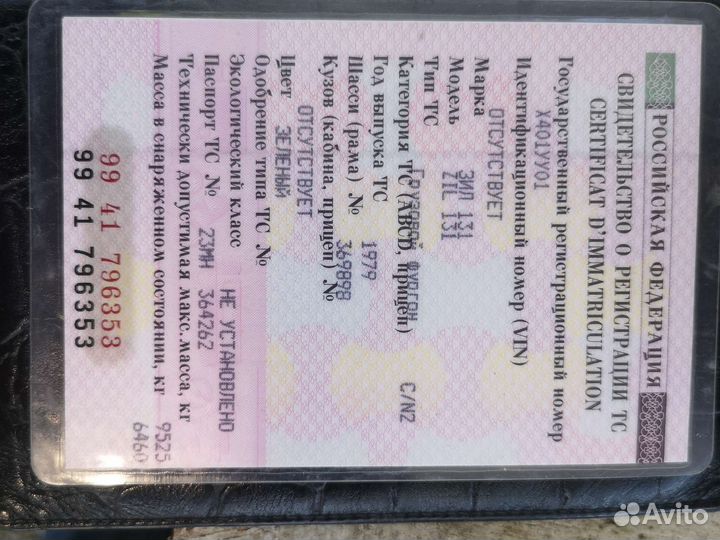 РОССИЙСКАЯ ФЕДЕРАЦИЯ
СВИДЕТЕЛЬСТВО О РЕГИСТРАЦИИ ТС
CERTIFICAT D'IMMATRICULATION
Государственный регистрационный номер
Х401УУ01
Идентификационный номер (VIN)
ОТСУТСТВУЕТ
Марка
Модель ЗИЛ 131
ZIL 131
Тип ТС Грузовой фургон
Категория ТС (ABCD, прицеп) C/N2
Год выпуска ТС 1979
Шасси (рама) № 369898
Кузов (кабина, прицеп) №
ОТСУТСТВУЕТ
Цвет ЗЕЛЕНЫЙ
Одобрение типа ТС №
Экологический класс НЕ УСТАНОВЛЕНО
Паспорт ТС № 23МН 364262
Технически допустимая макс.масса, кг 9525
Масса в снаряженном состоянии, кг 6460
99 41 796353
99 41 796353
Avito